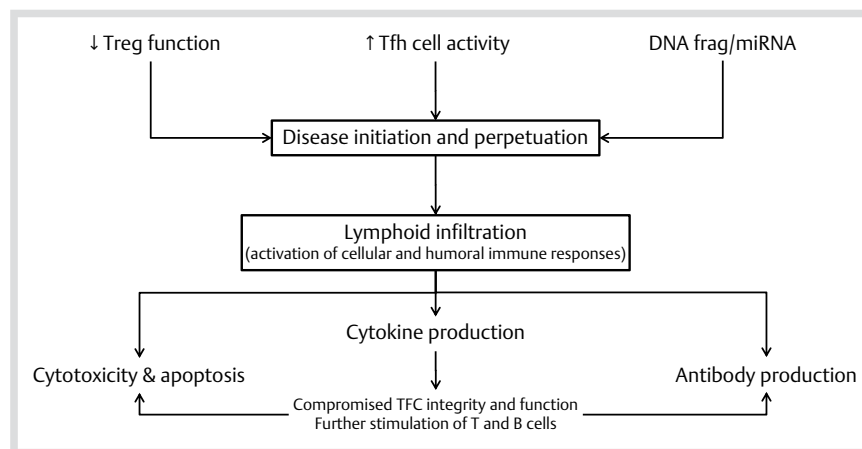 ↓ Treg function
↑ Tfh cell activity
DNA frag/miRNA
Disease initiation and perpetuation
Lymphoid infiltration
(activation of cellular and humoral immune responses)
Cytokine production
Cytotoxicity & apoptosis
Antibody production
Compromised TFC integrity and function
Further stimulation of T and B cells